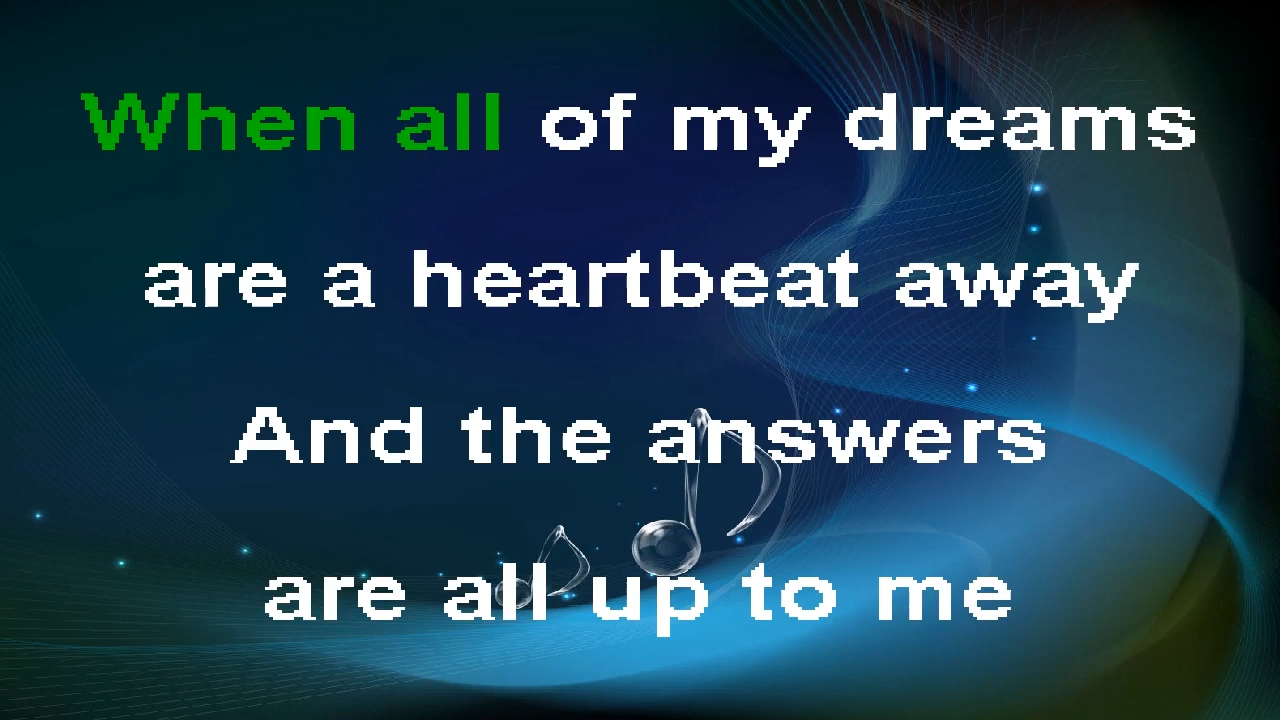 When all of my dreams
are a heartbeat away
And the answers
are all up to me